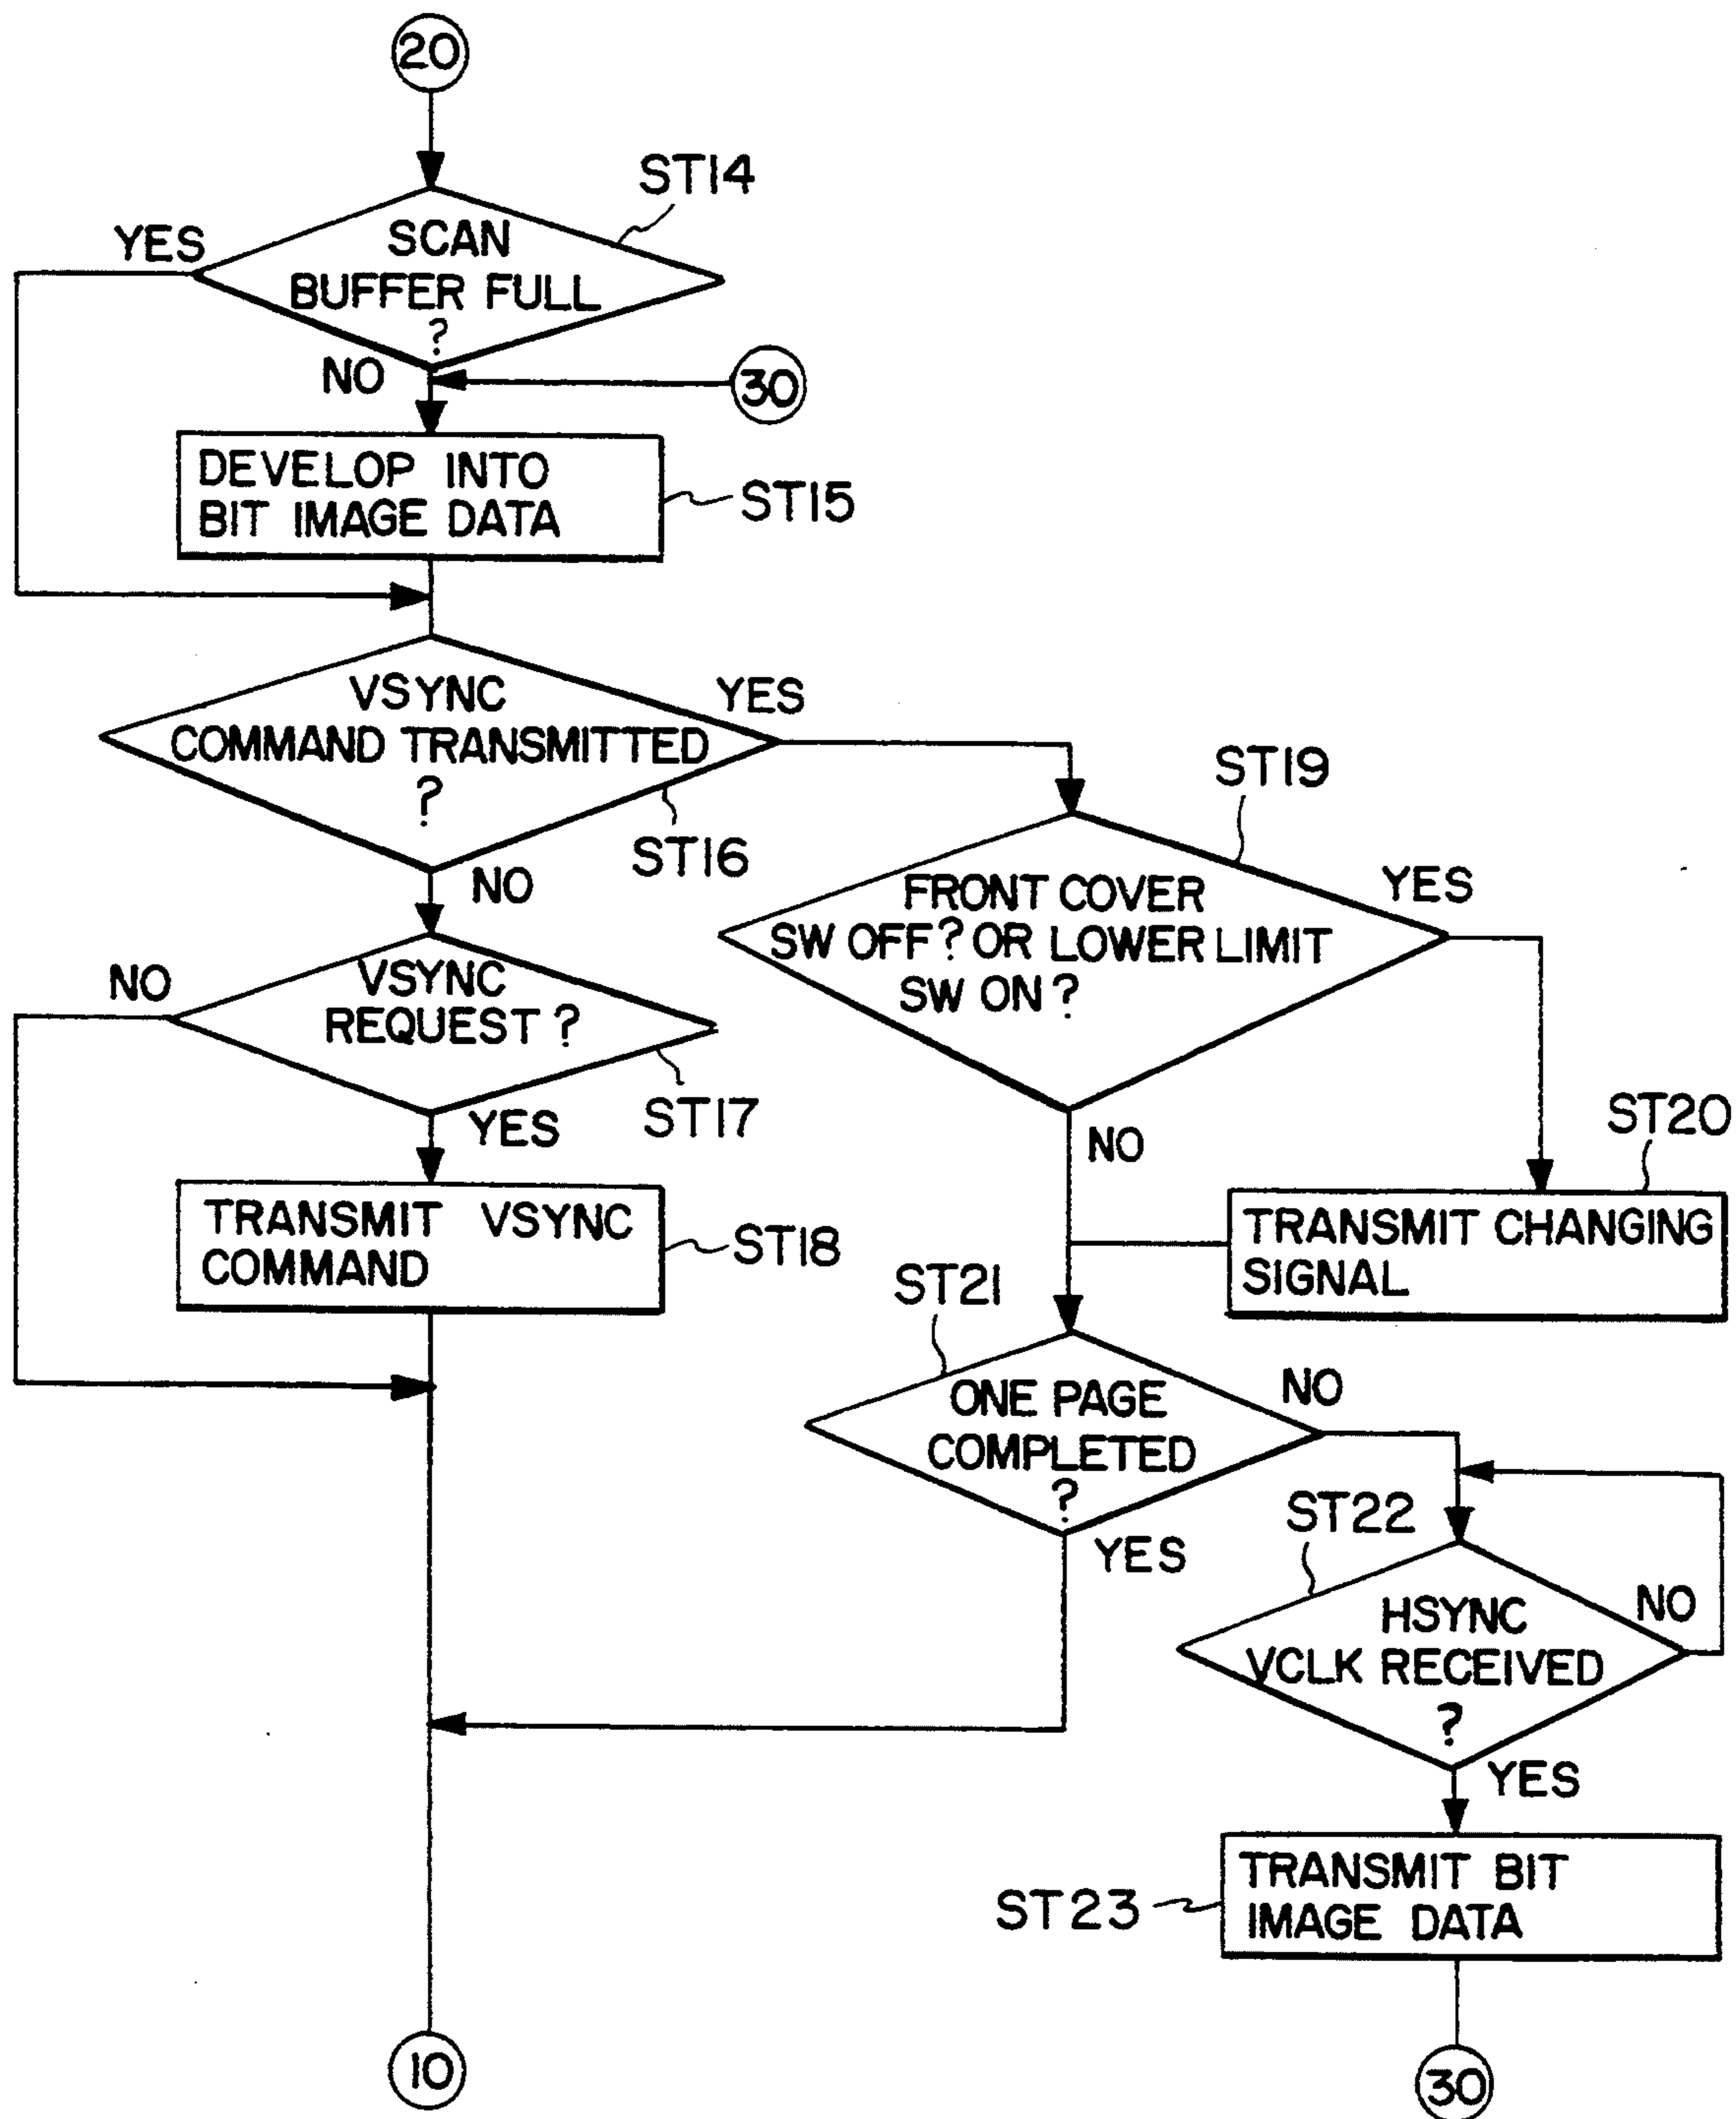 20
ST14
YES
SCAN
BUFFER FULL
?
NO
30
DEVELOP INTO
BIT IMAGE DATA
ST15
VSYNC
COMMAND TRANSMITTED
?
YES
ST16
NO
ST19
FRONT COVER
SW OFF? OR LOWER LIMIT
SW ON?
YES
NO
VSYNC
REQUEST?
NO
ST17
YES
ST20
TRANSMIT VSYNC
COMMAND
ST18
TRANSMIT CHANGING
SIGNAL
ST21
ONE PAGE
COMPLETED
?
NO
YES
ST22
HSYNC
VCLK RECEIVED
?
NO
YES
TRANSMIT BIT
IMAGE DATA
ST23
10
30